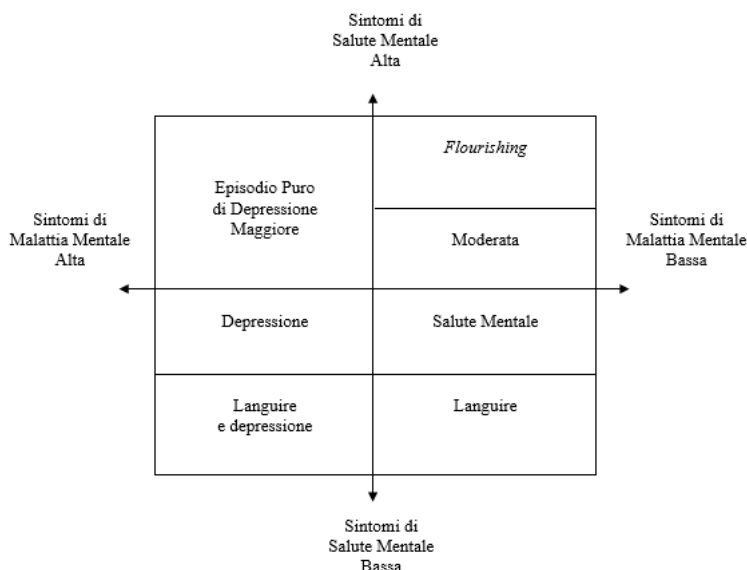 Sintomi di
Salute Mentale
Alta
Flourishing
Episodio Puro
di Depressione
Maggiore
Sintomi di
Malattia Mentale
Alta
Moderata
Sintomi di
Malattia Mentale
Bassa
Depressione
Salute Mentale
Languire
e depressione
Languire
Sintomi di
Salute Mentale
Bassa